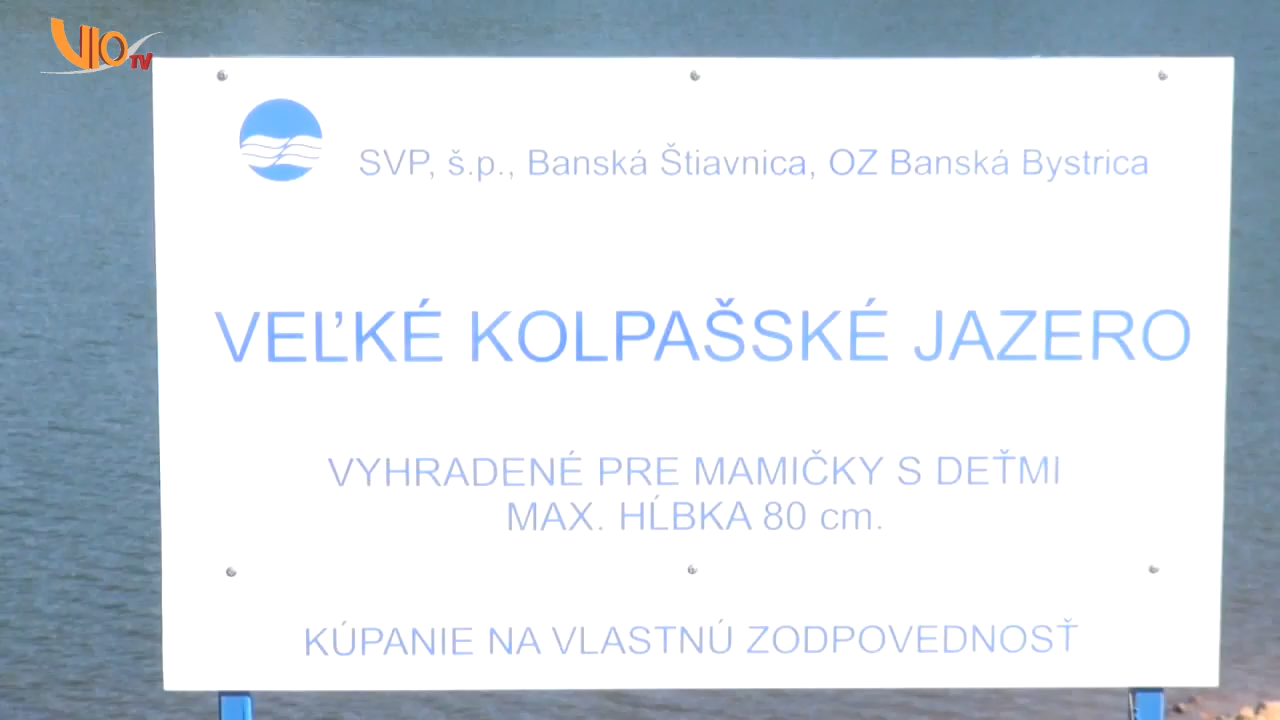 VIO TV
SVP, š.p., Banská Štiavnica, OZ Banská Bystrica
VEĽKÉ KOLPAŠSKÉ JAZERO
VYHRADENÉ PRE MAMIČKY S DEŤMI
MAX. HĹBKA 80 cm.
KÚPANIE NA VLASTNÚ ZODPOVEDNOSŤ